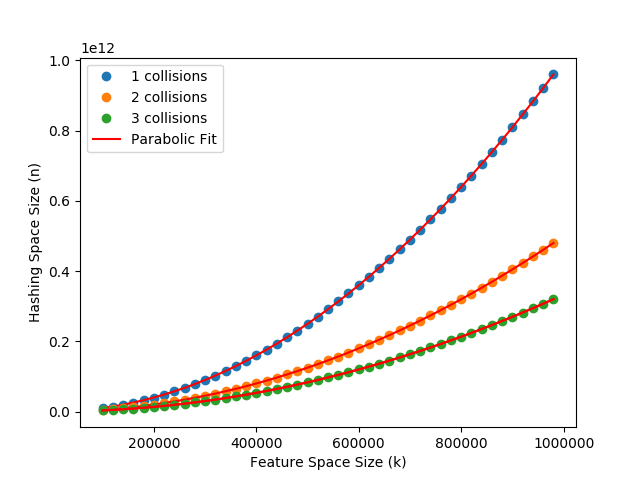 1e12
1 collisions
2 collisions
3 collisions
Parabolic Fit
1.0
0.8
0.6
0.4
0.2
0.0
Hashing Space Size (n)
200000 400000 600000 800000 1000000
Feature Space Size (k)